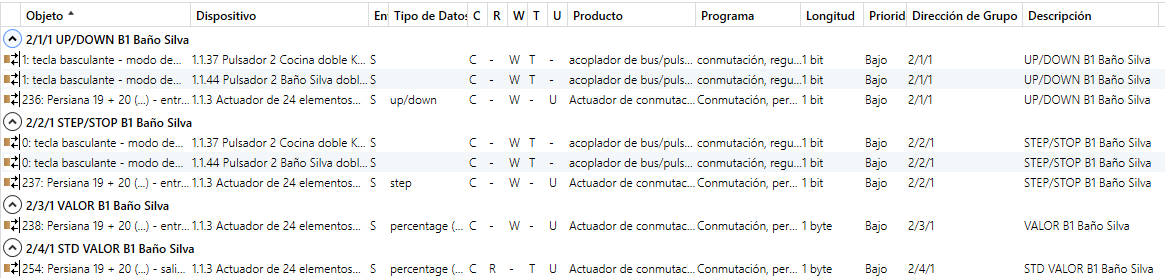 Objeto Dispositivo En Tipo de Datos C R W T U Producto Programa Longitud Priorid Dirección de Grupo Descripción
2/1/1 UP/DOWN B1 Baño Silva
1: tecla basculante - modo de... 1.1.37 Pulsador 2 Cocina doble K... S C - W T - acoplador de bus/puls... conmutación, regu... 1 bit Bajo 2/1/1 UP/DOWN B1 Baño Silva
1: tecla basculante - modo de... 1.1.44 Pulsador 2 Baño Silva dobl... S C - W T - acoplador de bus/puls... conmutación, regu... 1 bit Bajo 2/1/1 UP/DOWN B1 Baño Silva
236: Persiana 19 + 20 (...) - entr... 1.1.3 Actuador de 24 elementos... S up/down C - W - U Actuador de conmutac... Conmutación, per... 1 bit Bajo 2/1/1 UP/DOWN B1 Baño Silva
2/2/1 STEP/STOP B1 Baño Silva
0: tecla basculante - modo de... 1.1.37 Pulsador 2 Cocina doble K... S C - W T - acoplador de bus/puls... conmutación, regu... 1 bit Bajo 2/2/1 STEP/STOP B1 Baño Silva
0: tecla basculante - modo de... 1.1.44 Pulsador 2 Baño Silva dobl... S C - W T - acoplador de bus/puls... conmutación, regu... 1 bit Bajo 2/2/1 STEP/STOP B1 Baño Silva
237: Persiana 19 + 20 (...) - entr... 1.1.3 Actuador de 24 elementos... S step C - W - U Actuador de conmutac... Conmutación, per... 1 bit Bajo 2/2/1 STEP/STOP B1 Baño Silva
2/3/1 VALOR B1 Baño Silva
238: Persiana 19 + 20 (...) - entr... 1.1.3 Actuador de 24 elementos... S percentage (... C - W - U Actuador de conmutac... Conmutación, per... 1 byte Bajo 2/3/1 VALOR B1 Baño Silva
2/4/1 STD VALOR B1 Baño Silva
254: Persiana 19 + 20 (...) - sali... 1.1.3 Actuador de 24 elementos... S percentage (... C R - T U Actuador de conmutac... Conmutación, per... 1 byte Bajo 2/4/1 STD VALOR B1 Baño Silva